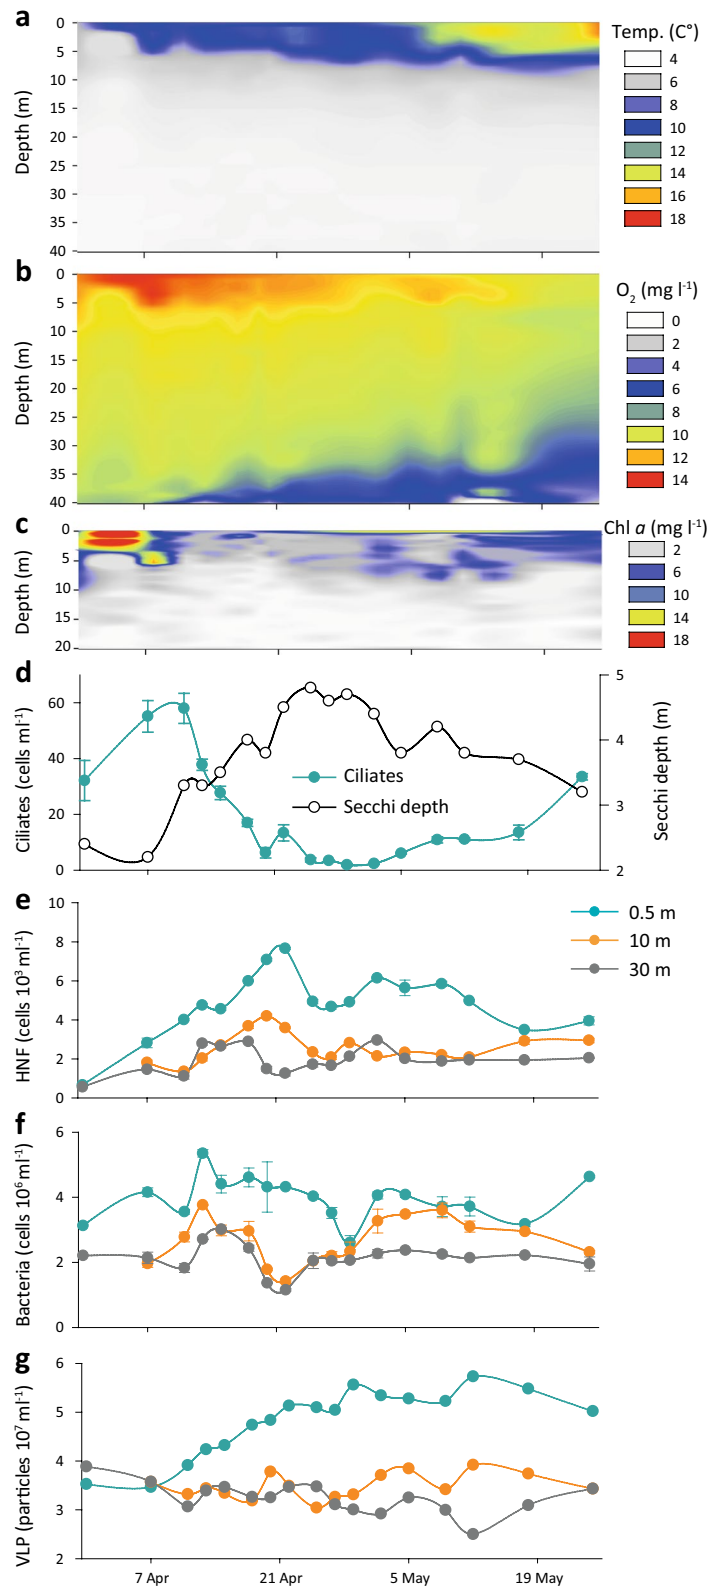 a
Temp. (C°)
0
5
10
15
20
25
30
35
40
Depth (m)
4
6
8
10
12
14
16
18
b
O2 (mg l-1)
0
5
10
15
20
25
30
35
40
Depth (m)
0
2
4
6
8
10
12
14
c
Chl a (mg l-1)
0
5
10
15
20
Depth (m)
2
6
10
14
18
d
60
40
20
0
Ciliates (cells ml-1)
Ciliates
Secchi depth
5
4
3
2
Secchi depth (m)
e
10
8
6
4
2
0
HNF (cells 10³ ml-1)
0.5 m
10 m
30 m
f
6
4
2
0
Bacteria (cells 10⁶ ml-1)
g
6
5
4
3
2
VLP (particles 10⁷ ml-1)
7 Apr
21 Apr
5 May
19 May